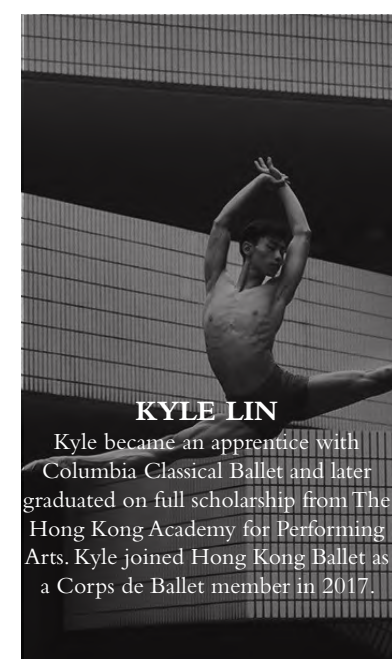 KYLE LIN
Kyle became an apprentice with
Columbia Classical Ballet and later
graduated on full scholarship from The
Hong Kong Academy for Performing
Arts. Kyle joined Hong Kong Ballet as
a Corps de Ballet member in 2017.